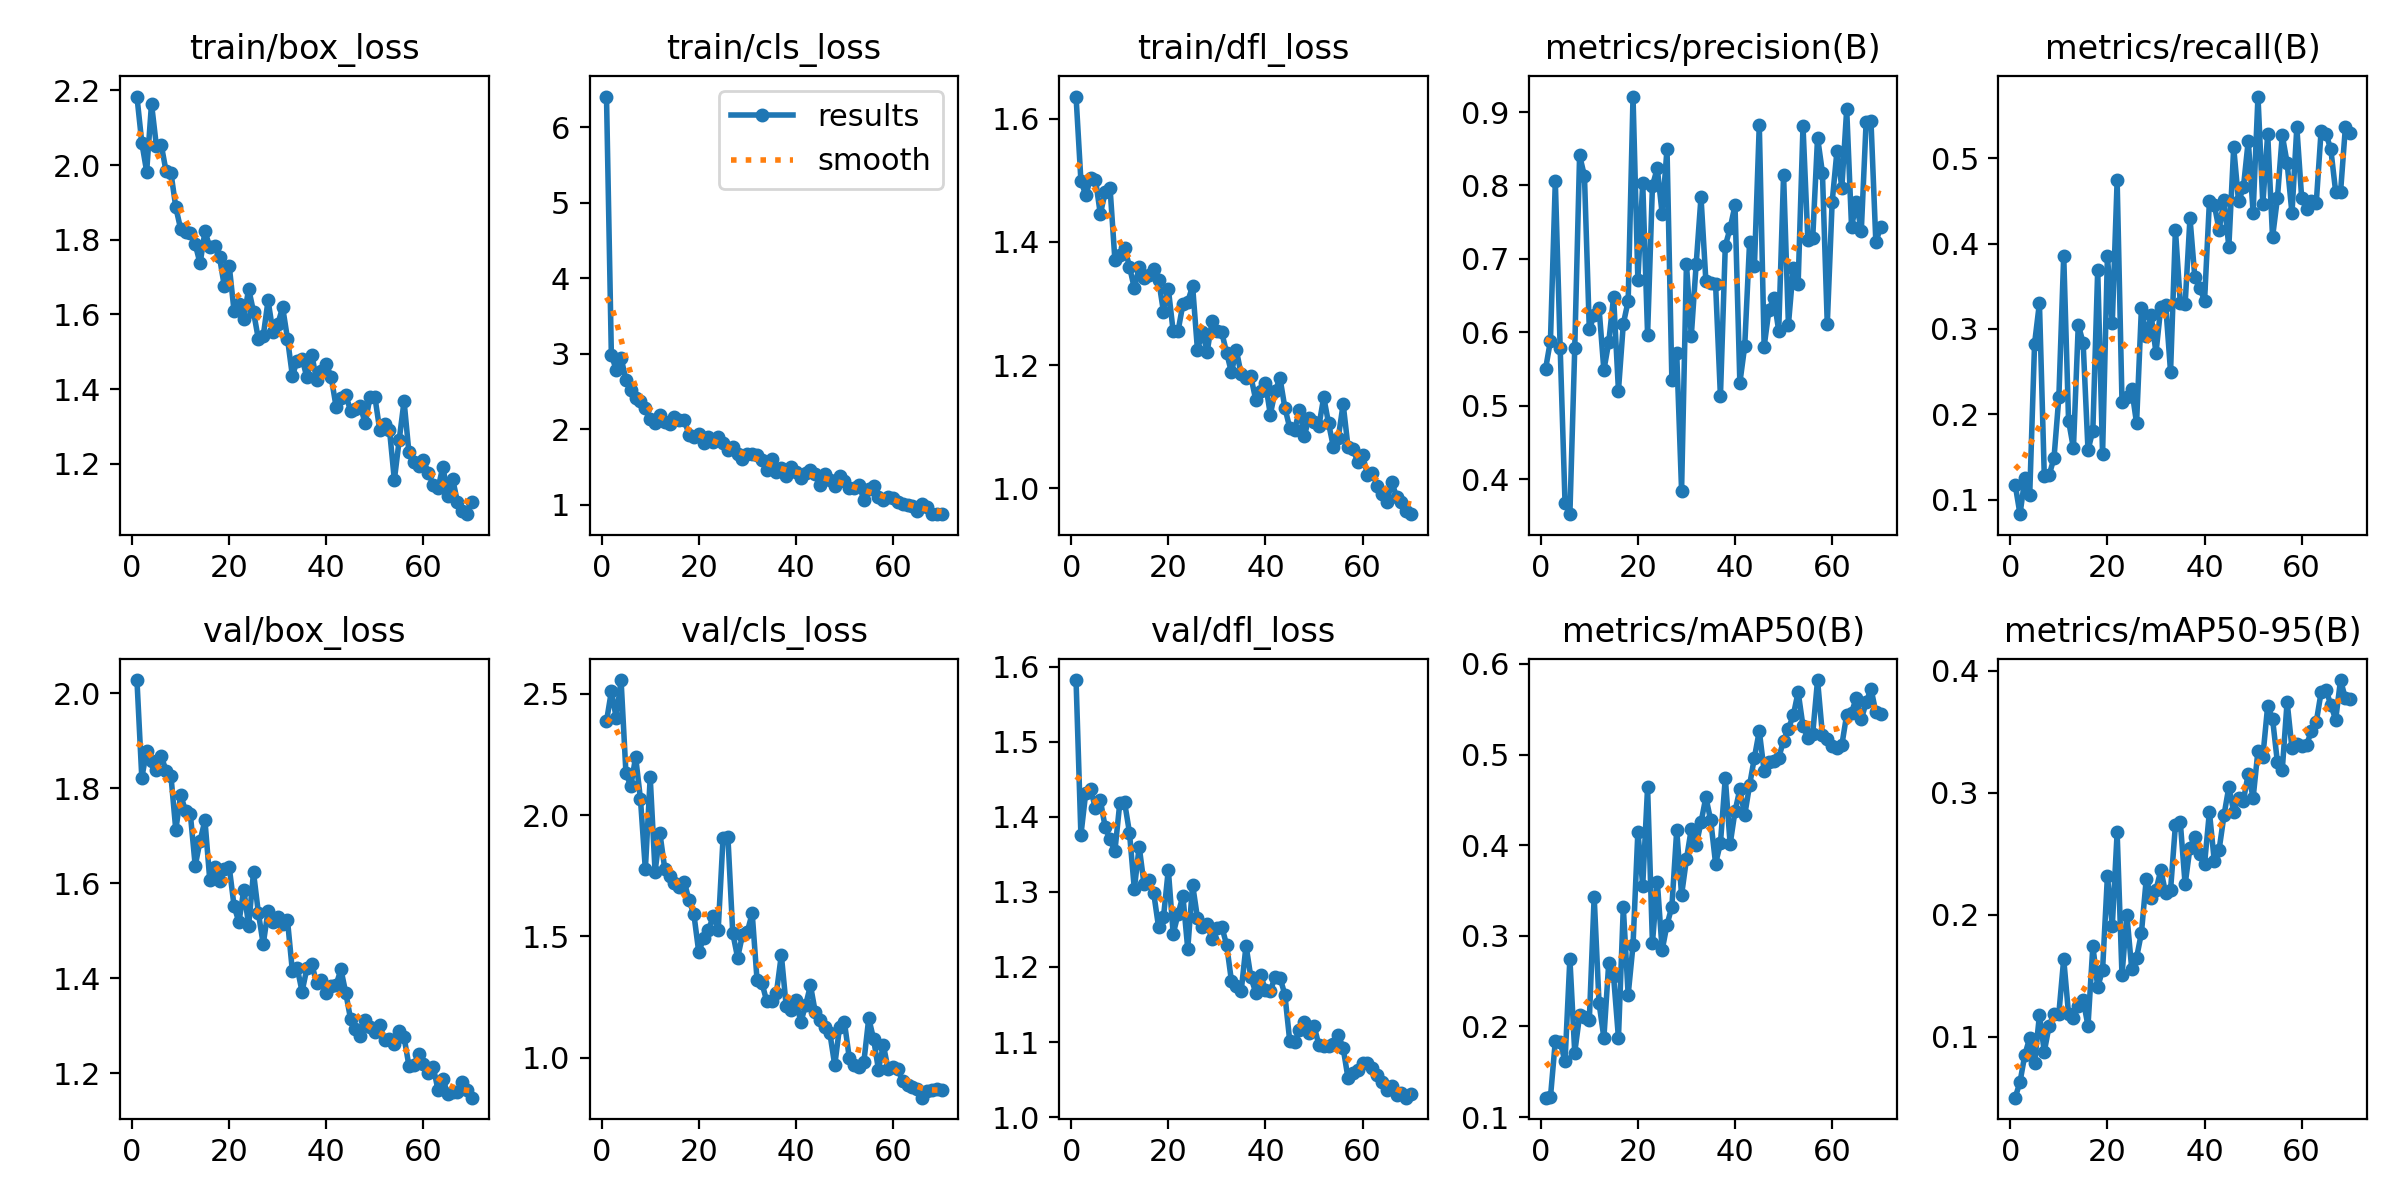 train/box_loss
train/cls_loss
train/dfl_loss
metrics/precision(B)
metrics/recall(B)
results
smooth
2.2
2.0
1.8
1.6
1.4
1.2
0 20 40 60
6
5
4
3
2
1
0 20 40 60
1.6
1.4
1.2
1.0
0 20 40 60
0.9
0.8
0.7
0.6
0.5
0.4
0 20 40 60
0.5
0.4
0.3
0.2
0.1
0 20 40 60
val/box_loss
val/cls_loss
val/dfl_loss
metrics/mAP50(B)
metrics/mAP50-95(B)
2.0
1.8
1.6
1.4
1.2
0 20 40 60
2.5
2.0
1.5
1.0
0 20 40 60
1.6
1.5
1.4
1.3
1.2
1.1
1.0
0 20 40 60
0.6
0.5
0.4
0.3
0.2
0.1
0 20 40 60
0.4
0.3
0.2
0.1
0 20 40 60